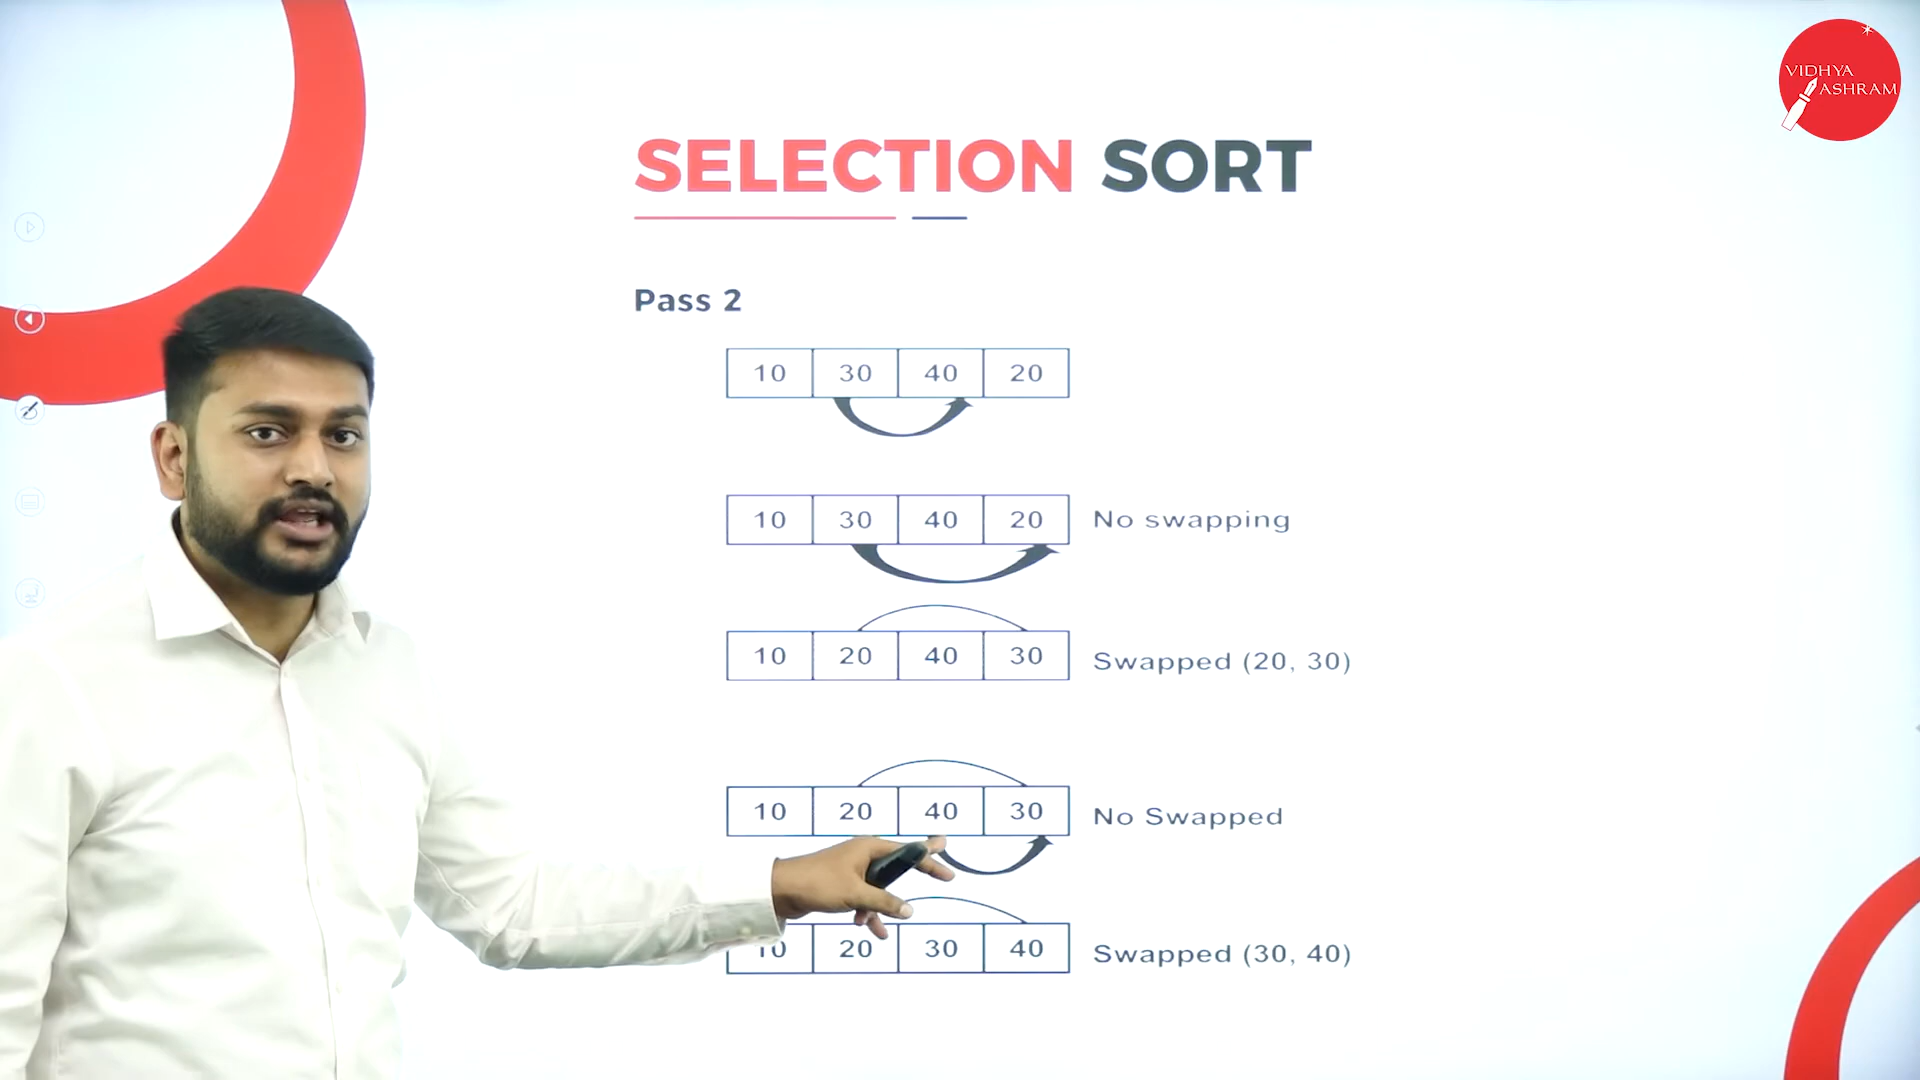 VIDHYA
ASHRAM
SELECTION SORT
Pass 2
10 30 40 20
10 30 40 20 No swapping
10 20 40 30 Swapped (20, 30)
10 20 40 30 No Swapped
10 20 30 40 Swapped (30, 40)